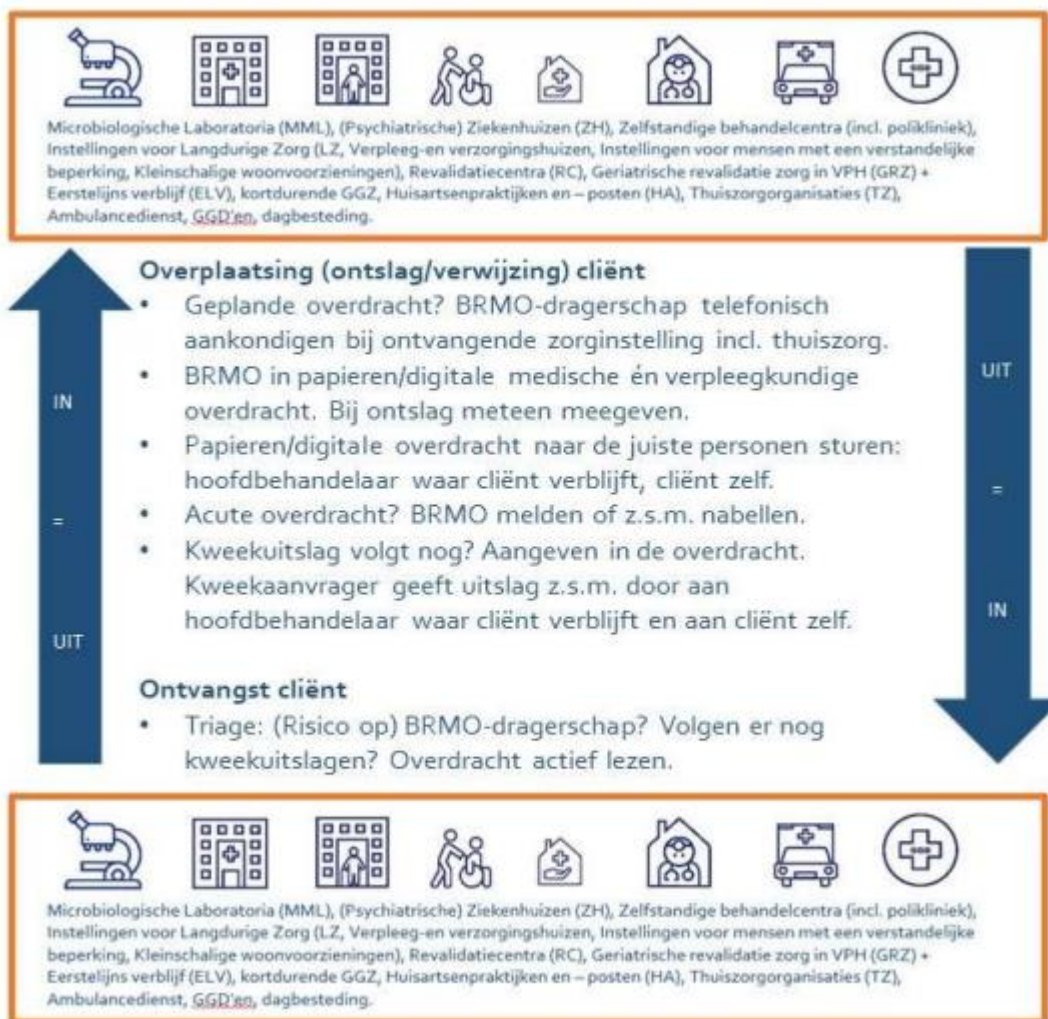 Microbiologische Laboratoria (MML), (Psychiatrische) Ziekenhuizen (ZH), Zelfstandige behandelcentra (incl. polikliniek),
Instellingen voor Langdurige Zorg (LZ, Verpleeg-en verzorgingshuizen, Instellingen voor mensen met een verstandelijke
beperking, Kleinschalige woonvoorzieningen), Revalidatiecentra (RC), Geriatrische revalidatie zorg in VPH (GRZ) +
Eerstelijns verblijf (ELV), kortdurende GGZ, Huisartsenpraktijken en – posten (HA), Thuiszorgorganisaties (TZ),
Ambulancedienst, GGD'en, dagbesteding.
IN
=
UIT
Overplaatsing (ontslag/verwijzing) cliënt
• Geplande overdracht? BRMO-dragerschap telefonisch
aankondigen bij ontvangende zorginstelling incl. thuiszorg.
• BRMO in papieren/digitale medische én verpleegkundige
overdracht. Bij ontslag meteen meegeven.
• Papieren/digitale overdracht naar de juiste personen sturen:
hoofdbehandelaar waar cliënt verblijft, cliënt zelf.
• Acute overdracht? BRMO melden of z.s.m. nabellen.
• Kweekuitslag volgt nog? Aangeven in de overdracht.
Kweekaanvrager geeft uitslag z.s.m. door aan
hoofdbehandelaar waar cliënt verblijft en aan cliënt zelf.
Ontvangst cliënt
• Triage: (Risico op) BRMO-dragerschap? Volgen er nog
kweekuitslagen? Overdracht actief lezen.
UIT
=
IN
Microbiologische Laboratoria (MML), (Psychiatrische) Ziekenhuizen (ZH), Zelfstandige behandelcentra (incl. polikliniek),
Instellingen voor Langdurige Zorg (LZ, Verpleeg-en verzorgingshuizen, Instellingen voor mensen met een verstandelijke
beperking, Kleinschalige woonvoorzieningen), Revalidatiecentra (RC), Geriatrische revalidatie zorg in VPH (GRZ) +
Eerstelijns verblijf (ELV), kortdurende GGZ, Huisartsenpraktijken en – posten (HA), Thuiszorgorganisaties (TZ),
Ambulancedienst, GGD'en, dagbesteding.